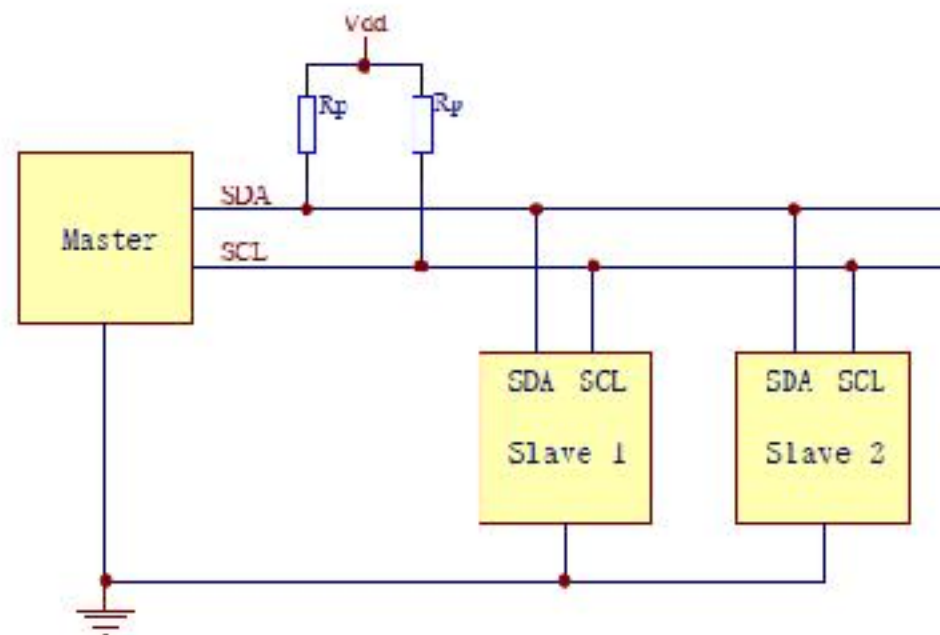 Vdd
Rp Rp
SDA
Master
SCL
SDA SCL SDA SCL
Slave 1 Slave 2